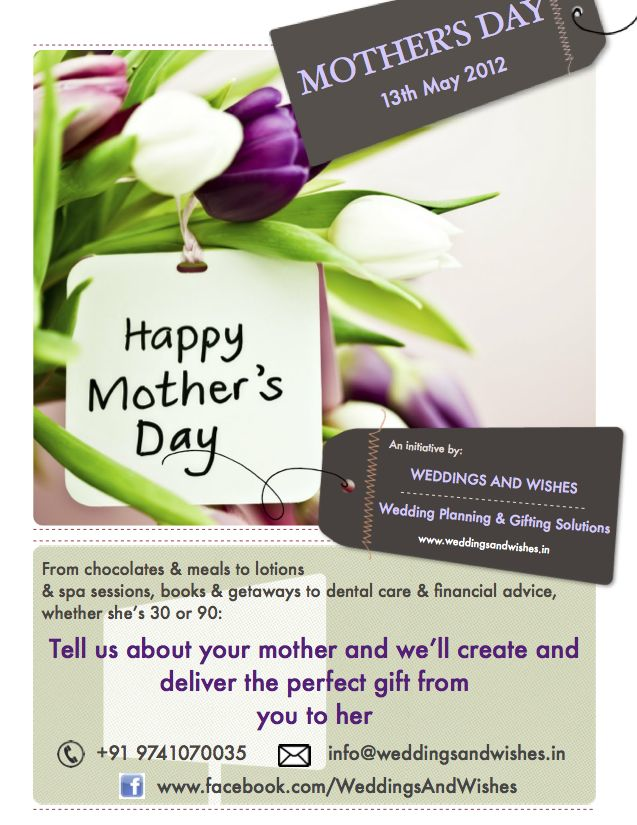 MOTHER'S DAY
13th May 2012
Happy
Mother's
Day
An initiative by:
WEDDINGS AND WISHES
Wedding Planning & Gifting Solutions
www.weddingsandwishes.in
From chocolates & meals to lotions
& spa sessions, books & getaways to dental care & financial advice,
whether she's 30 or 90:
Tell us about your mother and we'll create and
deliver the perfect gift from
you to her
+91 9741070035 info@weddingsandwishes.in
f www.facebook.com/WeddingsAndWishes